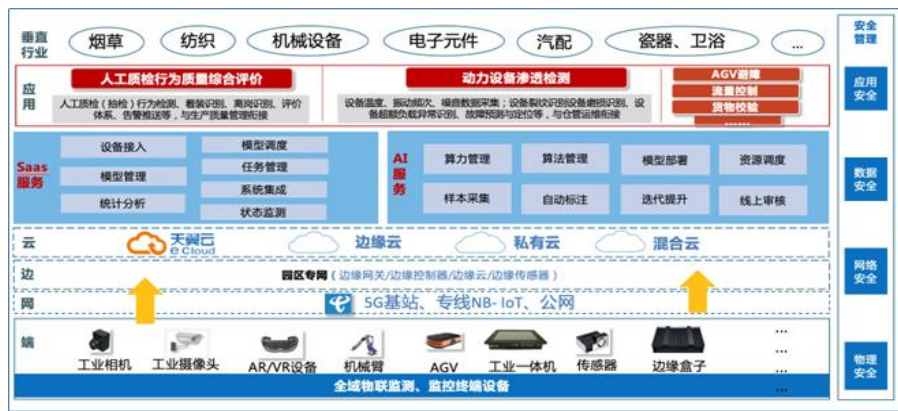 垂直
行业
烟草
纺织
机械设备
电子元件
汽配
瓷器、卫浴
...
安全
管理
应
用
人工质检行为质量综合评价
人工质检（抽检）行为检测、着装识别、离岗识别、评价
体系、告警推送等，与生产质量管理衔接
动力设备渗透检测
设备温度、振动频次、噪音数据采集；设备裂纹识别设备磨损识别、设
备超额负载异常识别、故障预测与定位等，与仓管运维衔接
AGV避障
流量控制
货物校验
......
应用
安全
Saas
服务
设备接入
模型管理
统计分析
模型调度
任务管理
系统集成
状态监测
AI
服
务
算力管理
算法管理
模型部署
资源调度
样本采集
自动标注
迭代提升
线上审核
数据
安全
云
天翼云
e Cloud
边缘云
私有云
混合云
边
园区专网（边缘网关/边缘控制器/边缘云/边缘传感器）
网络
安全
网
5G基站、专线NB- IoT、公网
端
工业相机
工业摄像头
AR/VR设备
机械臂
AGV
工业一体机
传感器
边缘盒子
...
...
...
全域物联监测、监控终端设备
...
物理
安全